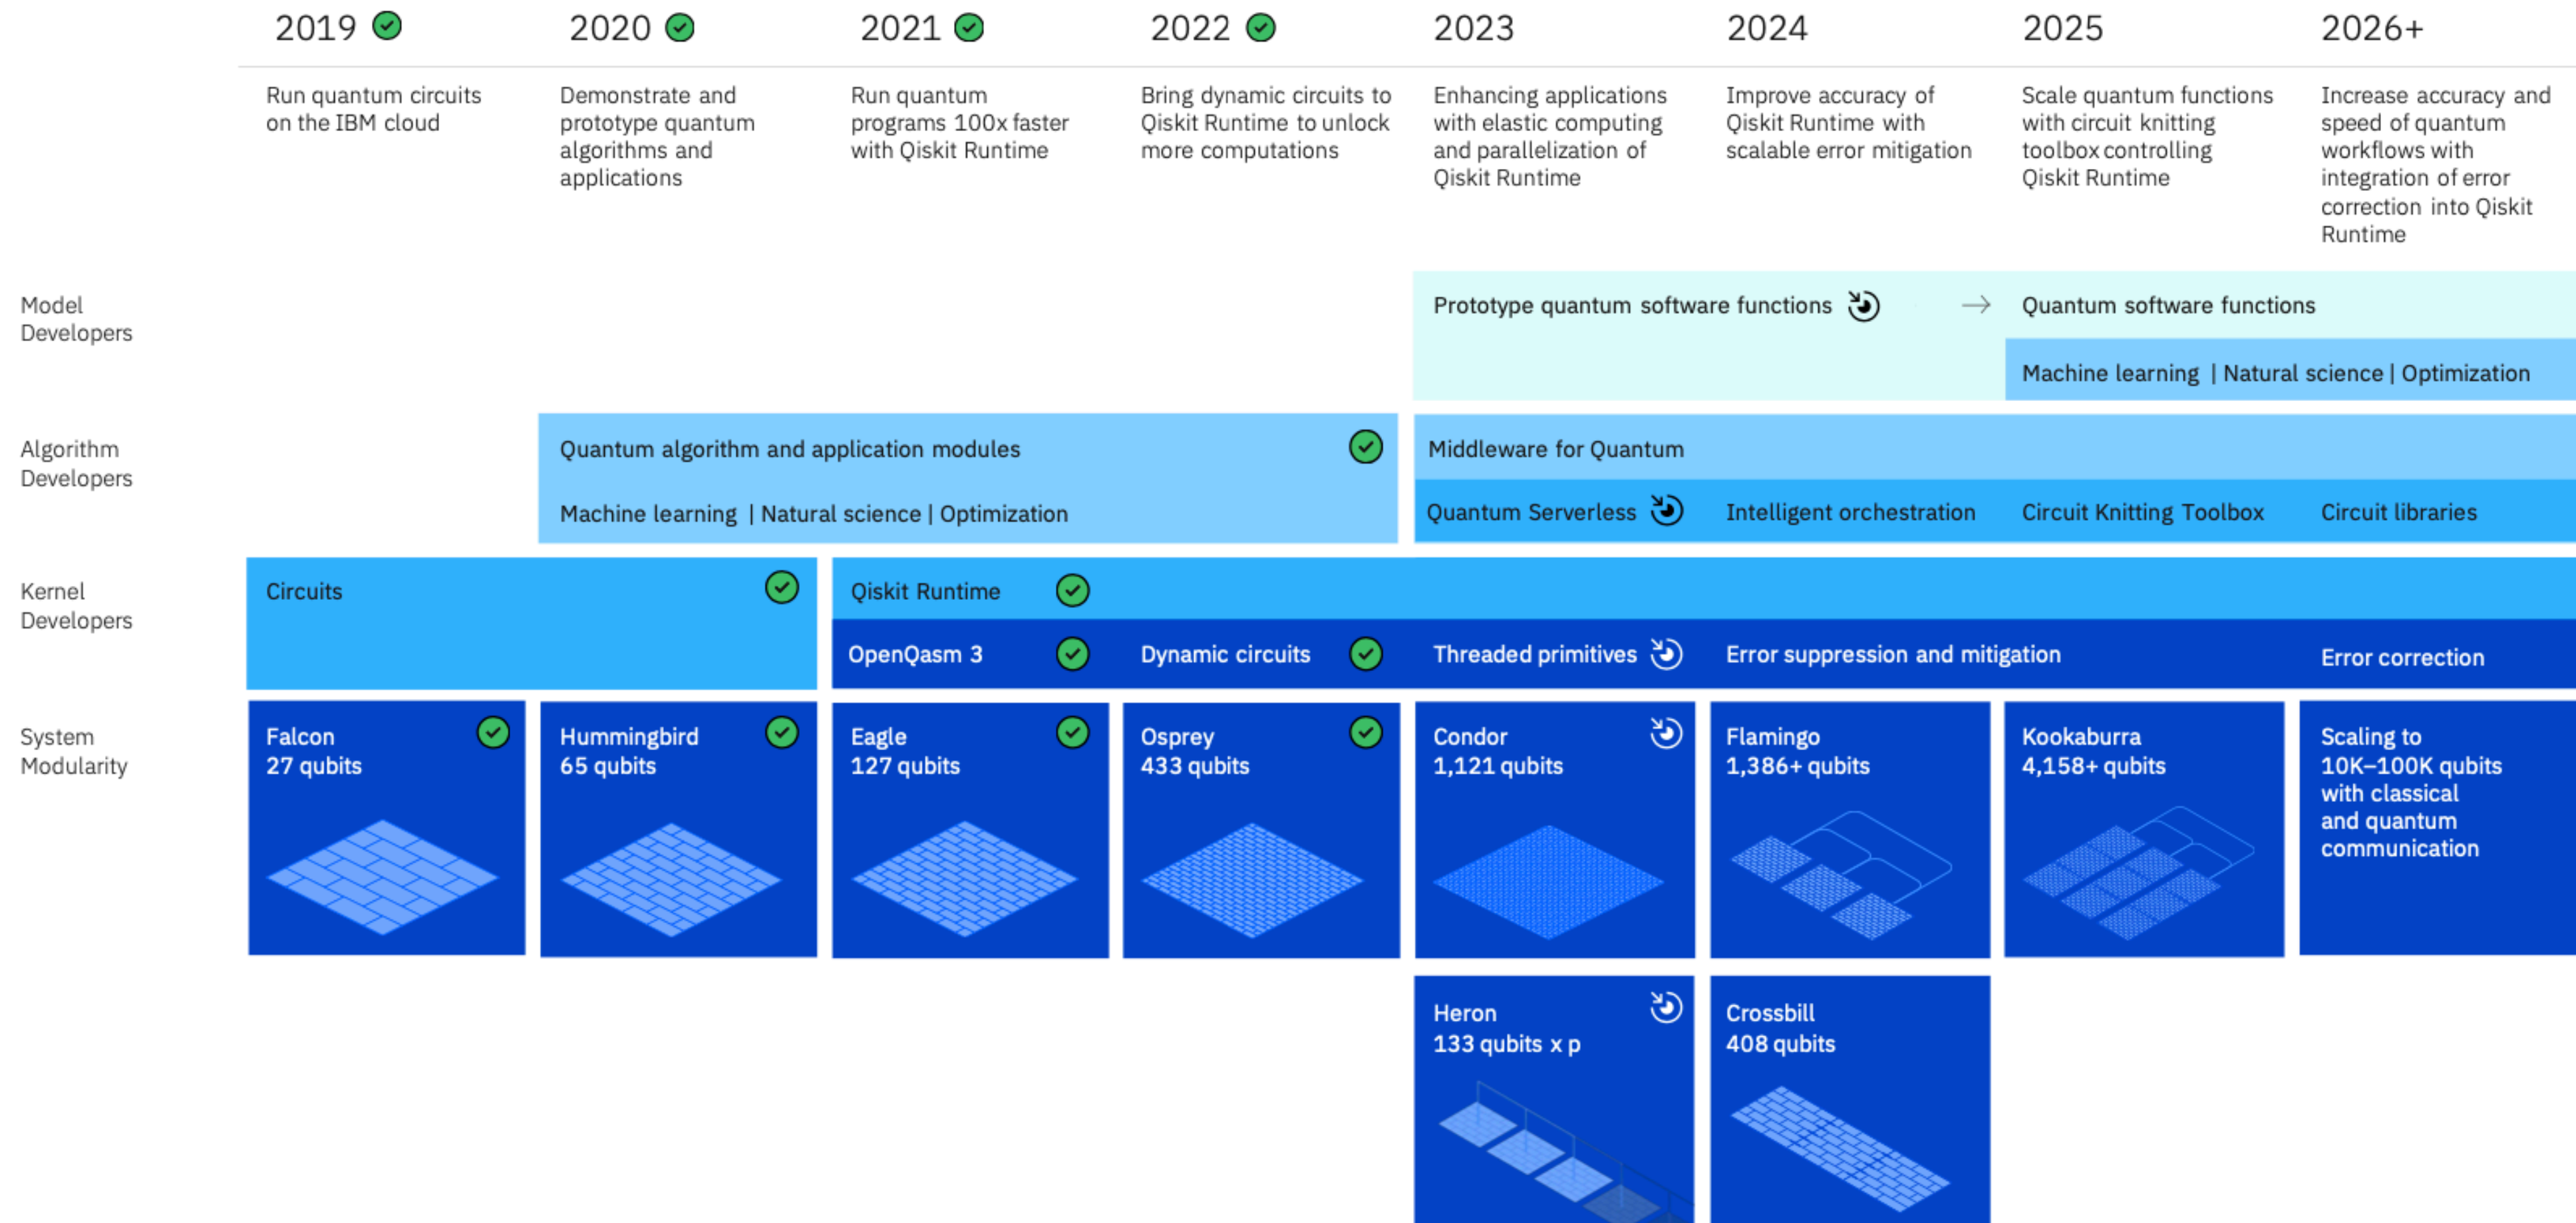 2019
2020
2021
2022
2023
2024
2025
2026+
Run quantum circuits
on the IBM cloud
Demonstrate and
prototype quantum
algorithms and
applications
Run quantum
programs 100x faster
with Qiskit Runtime
Bring dynamic circuits to
Qiskit Runtime to unlock
more computations
Enhancing applications
with elastic computing
and parallelization of
Qiskit Runtime
Improve accuracy of
Qiskit Runtime with
scalable error mitigation
Scale quantum functions
with circuit knitting
toolbox controlling
Qiskit Runtime
Increase accuracy and
speed of quantum
workflows with
integration of error
correction into Qiskit
Runtime
Model
Developers
Prototype quantum software functions
Quantum software functions
Machine learning | Natural science | Optimization
Algorithm
Developers
Quantum algorithm and application modules
Machine learning | Natural science | Optimization
Middleware for Quantum
Quantum Serverless
Intelligent orchestration
Circuit Knitting Toolbox
Circuit libraries
Kernel
Developers
Circuits
Qiskit Runtime
OpenQasm 3
Dynamic circuits
Threaded primitives
Error suppression and mitigation
Error correction
System
Modularity
Falcon
27 qubits
Hummingbird
65 qubits
Eagle
127 qubits
Osprey
433 qubits
Condor
1,121 qubits
Flamingo
1,386+ qubits
Kookaburra
4,158+ qubits
Scaling to
10K–100K qubits
with classical
and quantum
communication
Heron
133 qubits x p
Crossbill
408 qubits